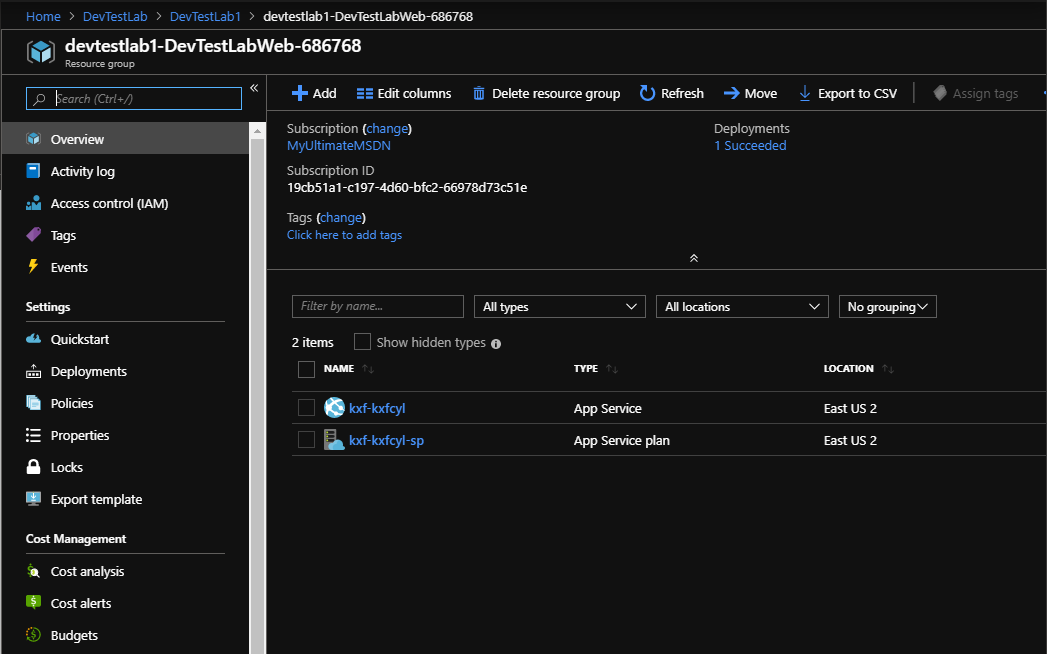 Home > DevTestLab > DevTestLab1 > devtestlab1-DevTestLabWeb-686768
devtestlab1-DevTestLabWeb-686768
Resource group
Search (Ctrl+/)
Overview
Activity log
Access control (IAM)
Tags
Events
Settings
Quickstart
Deployments
Policies
Properties
Locks
Export template
Cost Management
Cost analysis
Cost alerts
Budgets
Add Edit columns Delete resource group Refresh Move Export to CSV Assign tags
Subscription (change)
MyUltimateMSDN
Deployments
1 Succeeded
Subscription ID
19cb51a1-c197-4d60-bfc2-66978d73c51e
Tags (change)
Click here to add tags
Filter by name... All types All locations No grouping
2 items Show hidden types
NAME TYPE LOCATION
kxf-kxfcyl App Service East US 2
kxf-kxfcyl-sp App Service plan East US 2